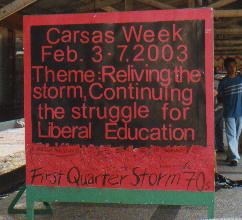 Carsas Week
Feb. 3-7.2003
Theme:Reliving the
storm, Continuing
the struggle for
Liberal Education
First Quarter Storm 70s